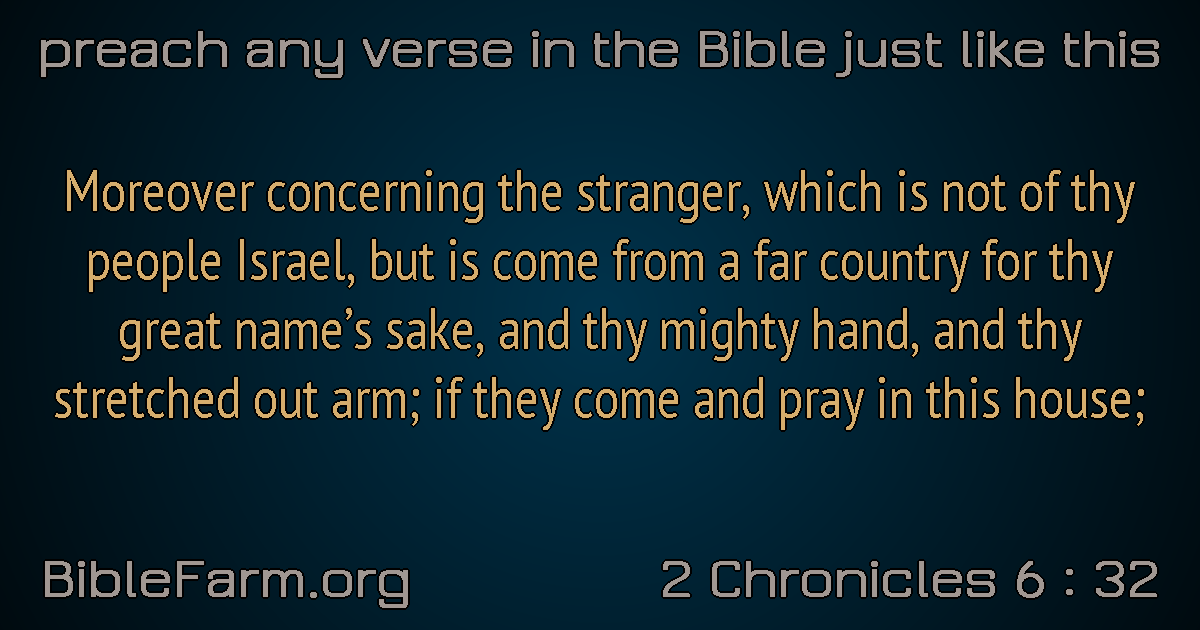 preach any verse in the Bible just like this
Moreover concerning the stranger, which is not of thy
people Israel, but is come from a far country for thy
great name’s sake, and thy mighty hand, and thy
stretched out arm; if they come and pray in this house;
BibleFarm.org
2 Chronicles 6 : 32